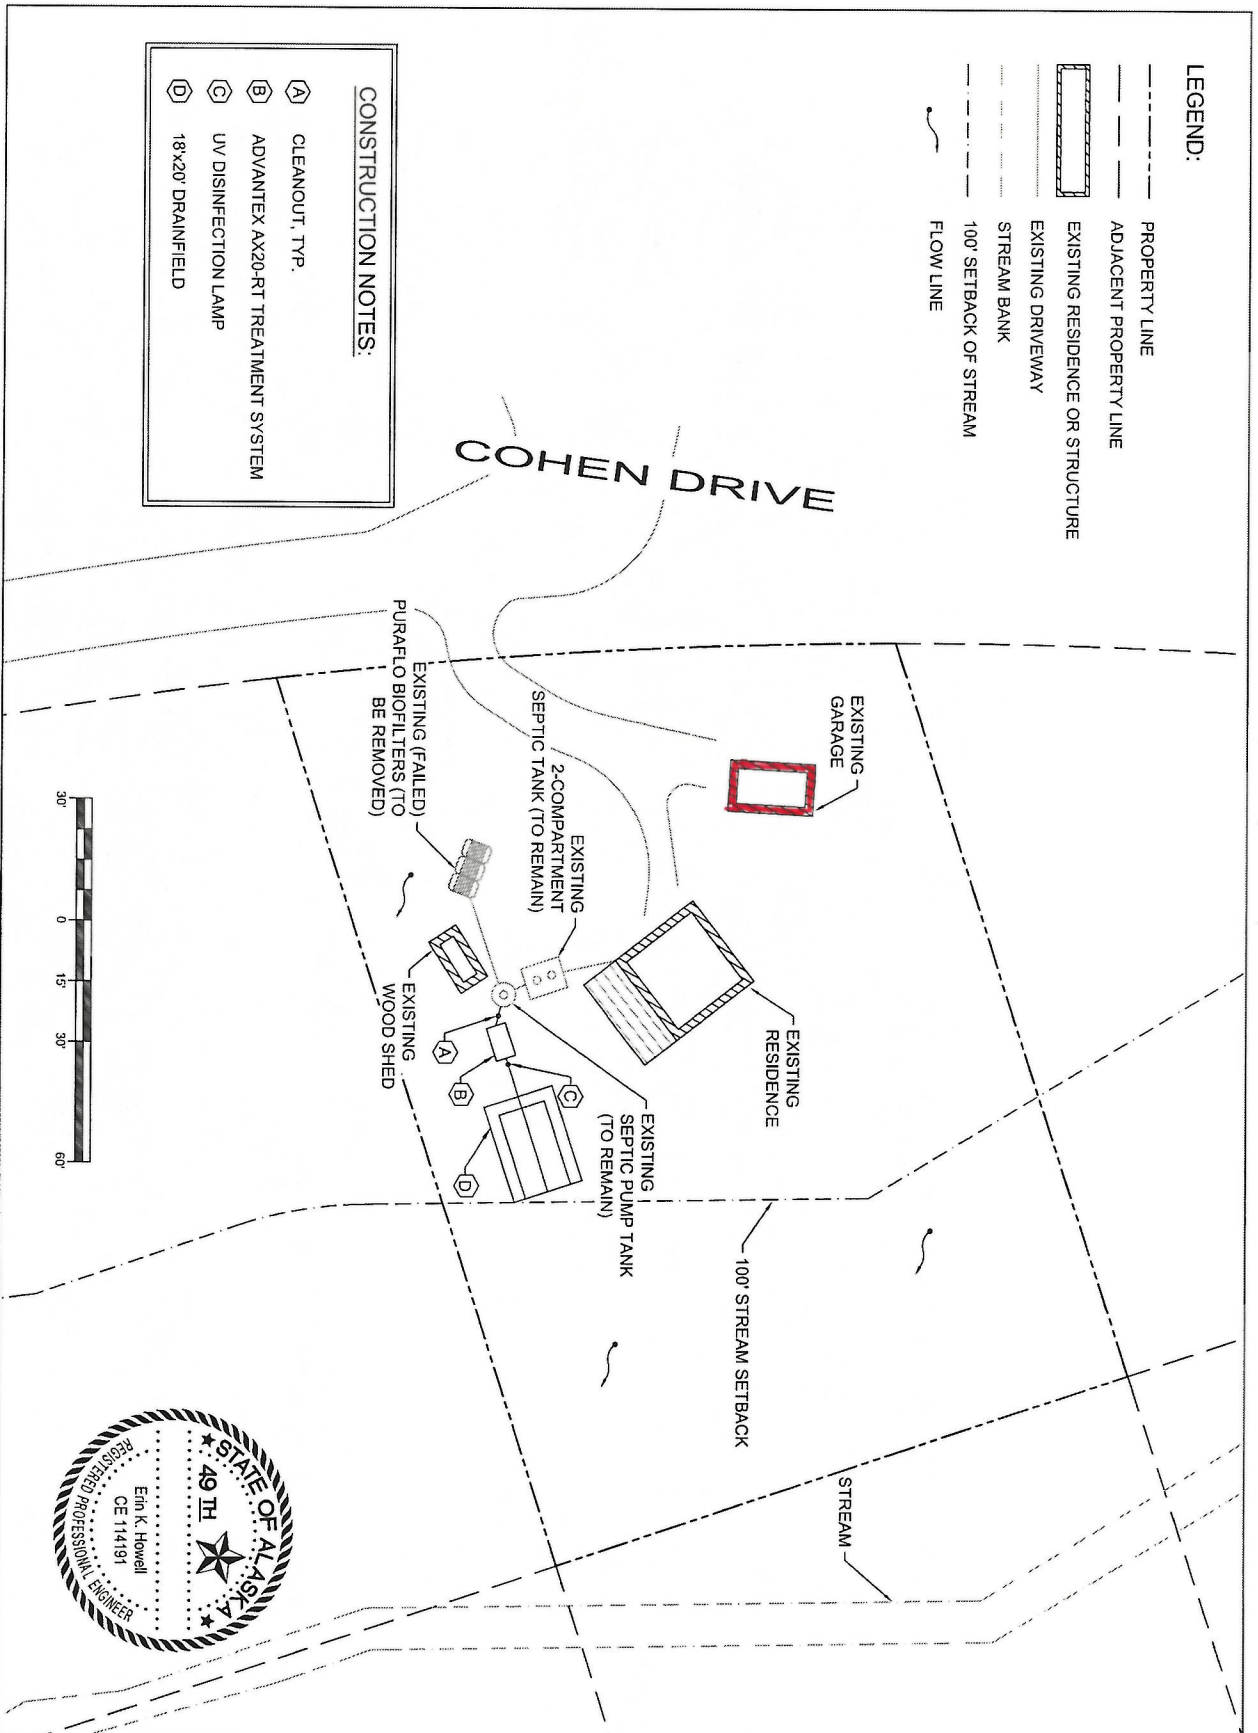 LEGEND:
PROPERTY LINE
ADJACENT PROPERTY LINE
EXISTING RESIDENCE OR STRUCTURE
EXISTING DRIVEWAY
STREAM BANK
100' SETBACK OF STREAM
FLOW LINE
CONSTRUCTION NOTES:
A CLEANOUT, TYP.
B ADVANTEX AX20-RT TREATMENT SYSTEM
C UV DISINFECTION LAMP
D 18'x20' DRAINFIELD
COHEN DRIVE
EXISTING
GARAGE
EXISTING
RESIDENCE
EXISTING
2-COMPARTMENT
SEPTIC TANK (TO REMAIN)
EXISTING (FAILED)
PURAFLO BIOFILTERS (TO
BE REMOVED)
EXISTING
WOOD SHED
EXISTING
SEPTIC PUMP TANK
(TO REMAIN)
A
B
C
D
100' STREAM SETBACK
STREAM
30'
0
15'
30'
60'
STATE OF ALASKA
49 TH
Erin K. Howell
CE 114191
REGISTERED PROFESSIONAL ENGINEER